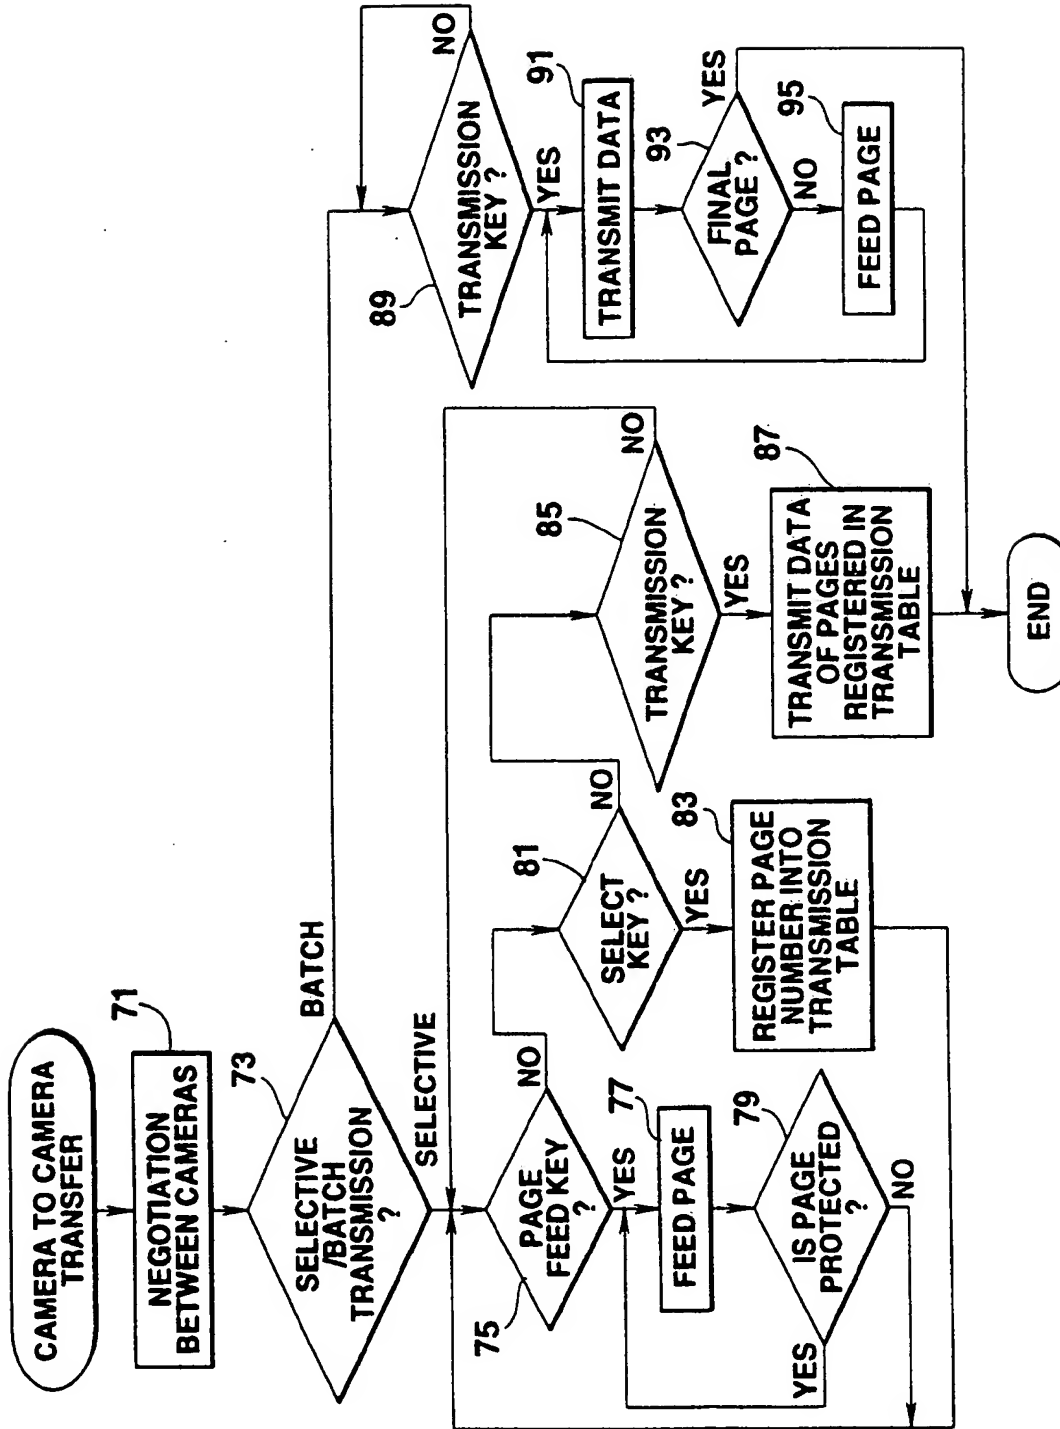 CAMERA TO CAMERA
TRANSFER
71
NEGOTIATION
BETWEEN CAMERAS
73
SELECTIVE
/BATCH
TRANSMISSION
?
BATCH
SELECTIVE
PAGE
FEED KEY
?
75
NO
YES
77
FEED PAGE
79
IS PAGE
PROTECTED
?
YES
NO
81
SELECT
KEY ?
NO
YES
83
REGISTER PAGE
NUMBER INTO
TRANSMISSION
TABLE
85
TRANSMISSION
KEY ?
NO
YES
87
TRANSMIT DATA
OF PAGES
REGISTERED IN
TRANSMISSION
TABLE
89
TRANSMISSION
KEY ?
NO
YES
91
TRANSMIT DATA
93
FINAL
PAGE ?
YES
NO
95
FEED PAGE
END